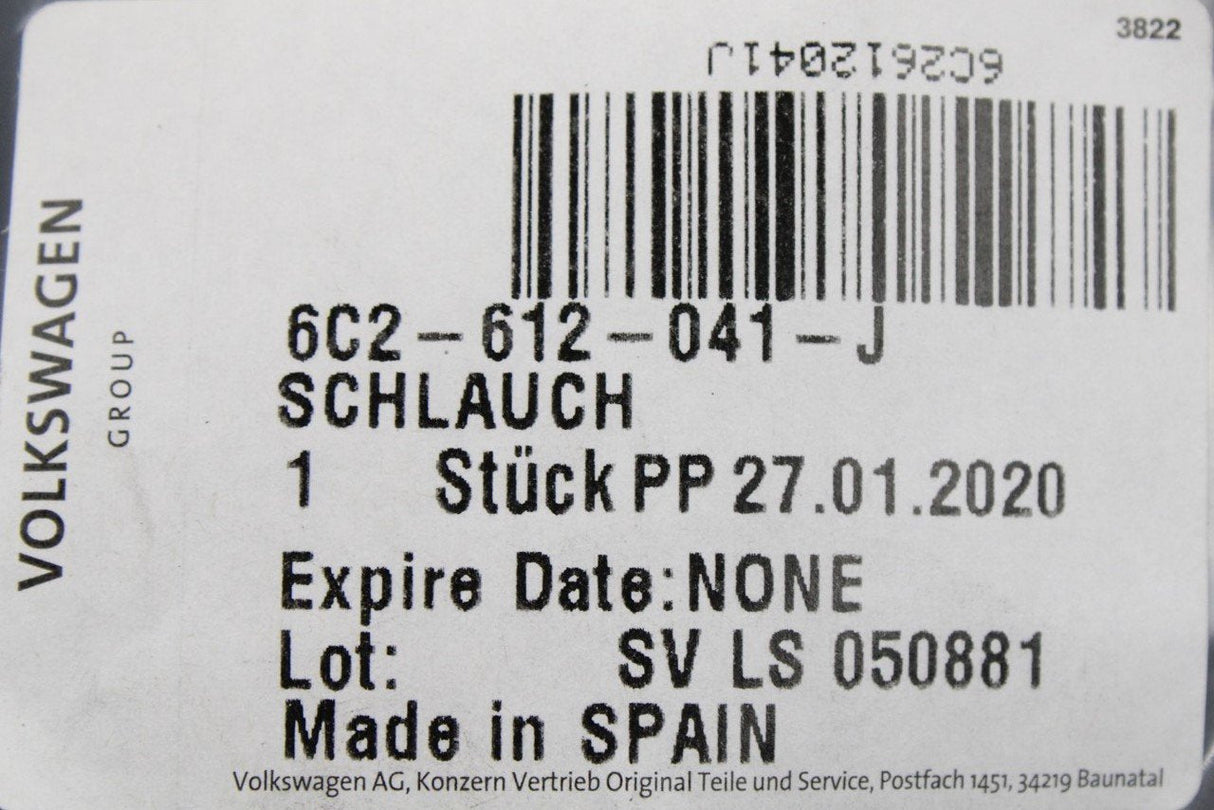 3822
6C2612041J
VOLKSWAGEN
GROUP
6C2-612-041-J
SCHLAUCH
1 Stück PP 27.01.2020
Expire Date:NONE
Lot: SV LS 050881
Made in SPAIN
Volkswagen AG, Konzern Vertrieb Original Teile und Service, Postfach 1451, 34219 Baunatal